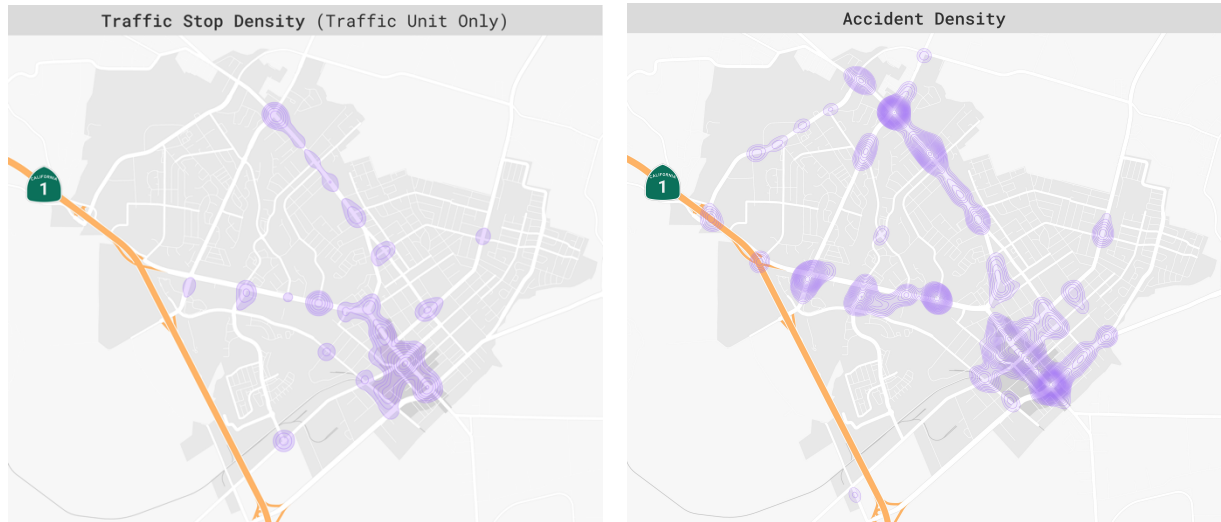 Traffic Stop Density (Traffic Unit Only)
Accident Density
CALIFORNIA
1
CALIFORNIA
1